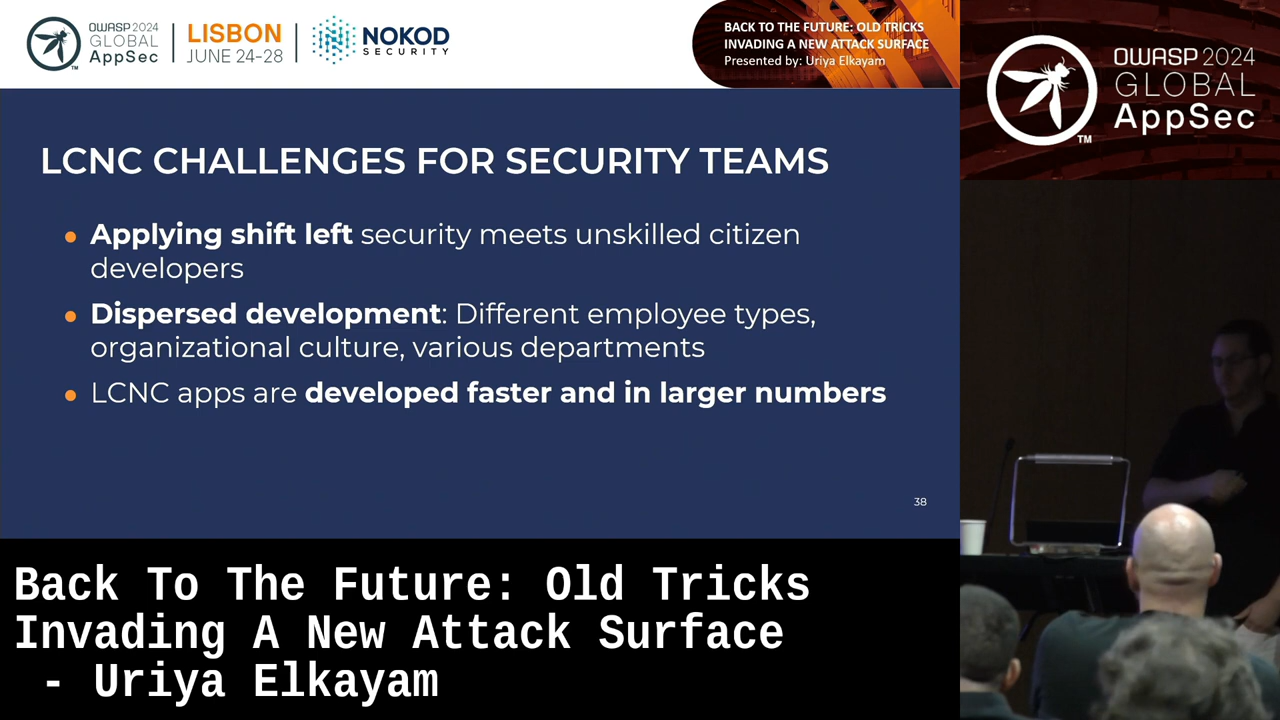 OWASP 2024
GLOBAL
AppSec
TM
LISBON
JUNE 24-28
NOKOD
SECURITY
BACK TO THE FUTURE: OLD TRICKS
INVADING A NEW ATTACK SURFACE
Presented by: Uriya Elkayam
OWASP 2024
GLOBAL
AppSec
TM
LCNC CHALLENGES FOR SECURITY TEAMS
• Applying shift left security meets unskilled citizen
developers
• Dispersed development: Different employee types,
organizational culture, various departments
• LCNC apps are developed faster and in larger numbers
38
Back To The Future: Old Tricks
Invading A New Attack Surface
- Uriya Elkayam